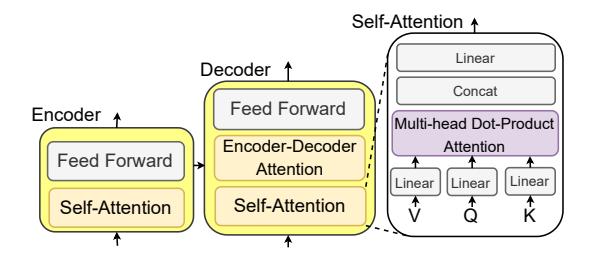 Encoder
Feed Forward
Self-Attention
Decoder
Feed Forward
Encoder-Decoder
Attention
Self-Attention
Self-Attention
Linear
Concat
Multi-head Dot-Product
Attention
Linear
Linear
Linear
V
Q
K